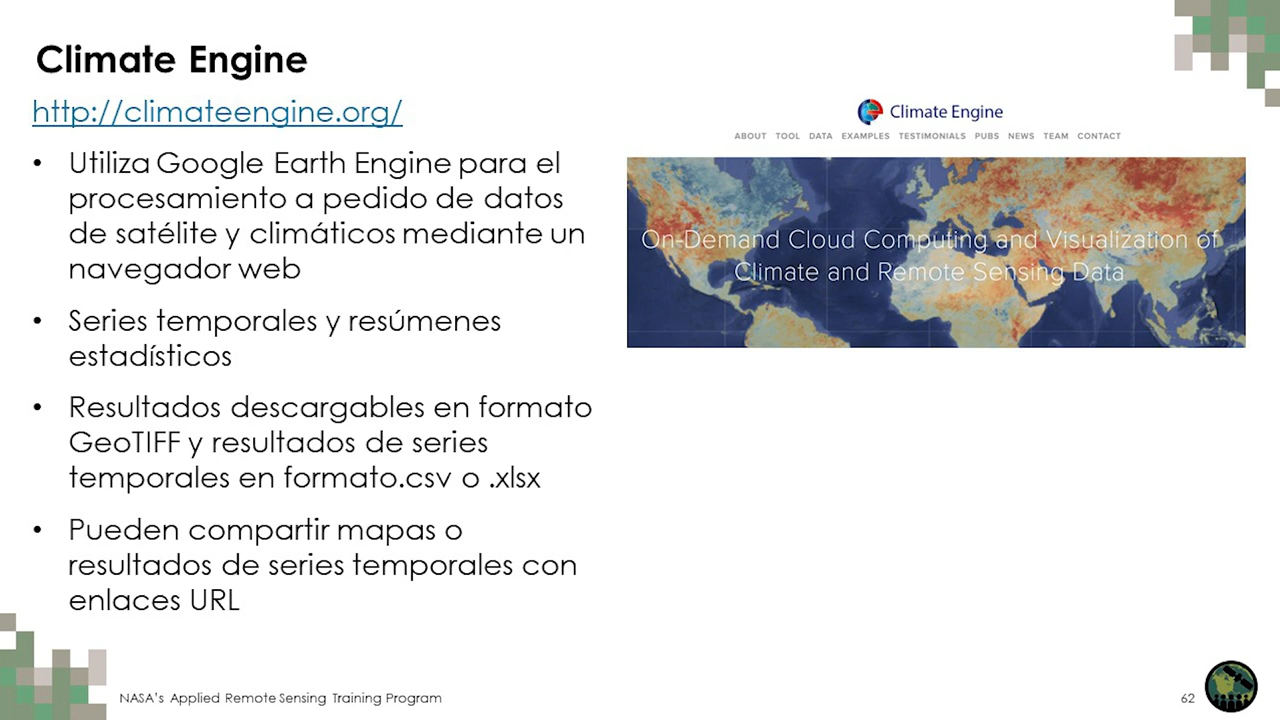 Climate Engine
http://climateengine.org/
• Utiliza Google Earth Engine para el
procesamiento a pedido de datos
de satélite y climáticos mediante un
navegador web
• Series temporales y resúmenes
estadísticos
• Resultados descargables en formato
GeoTIFF y resultados de series
temporales en formato.csv o .xlsx
• Pueden compartir mapas o
resultados de series temporales con
enlaces URL
Climate Engine
ABOUT TOOL DATA EXAMPLES TESTIMONIALS PUBS NEWS TEAM CONTACT
On-Demand Cloud Computing and Visualization of
Climate and Remote Sensing Data
NASA's Applied Remote Sensing Training Program
62